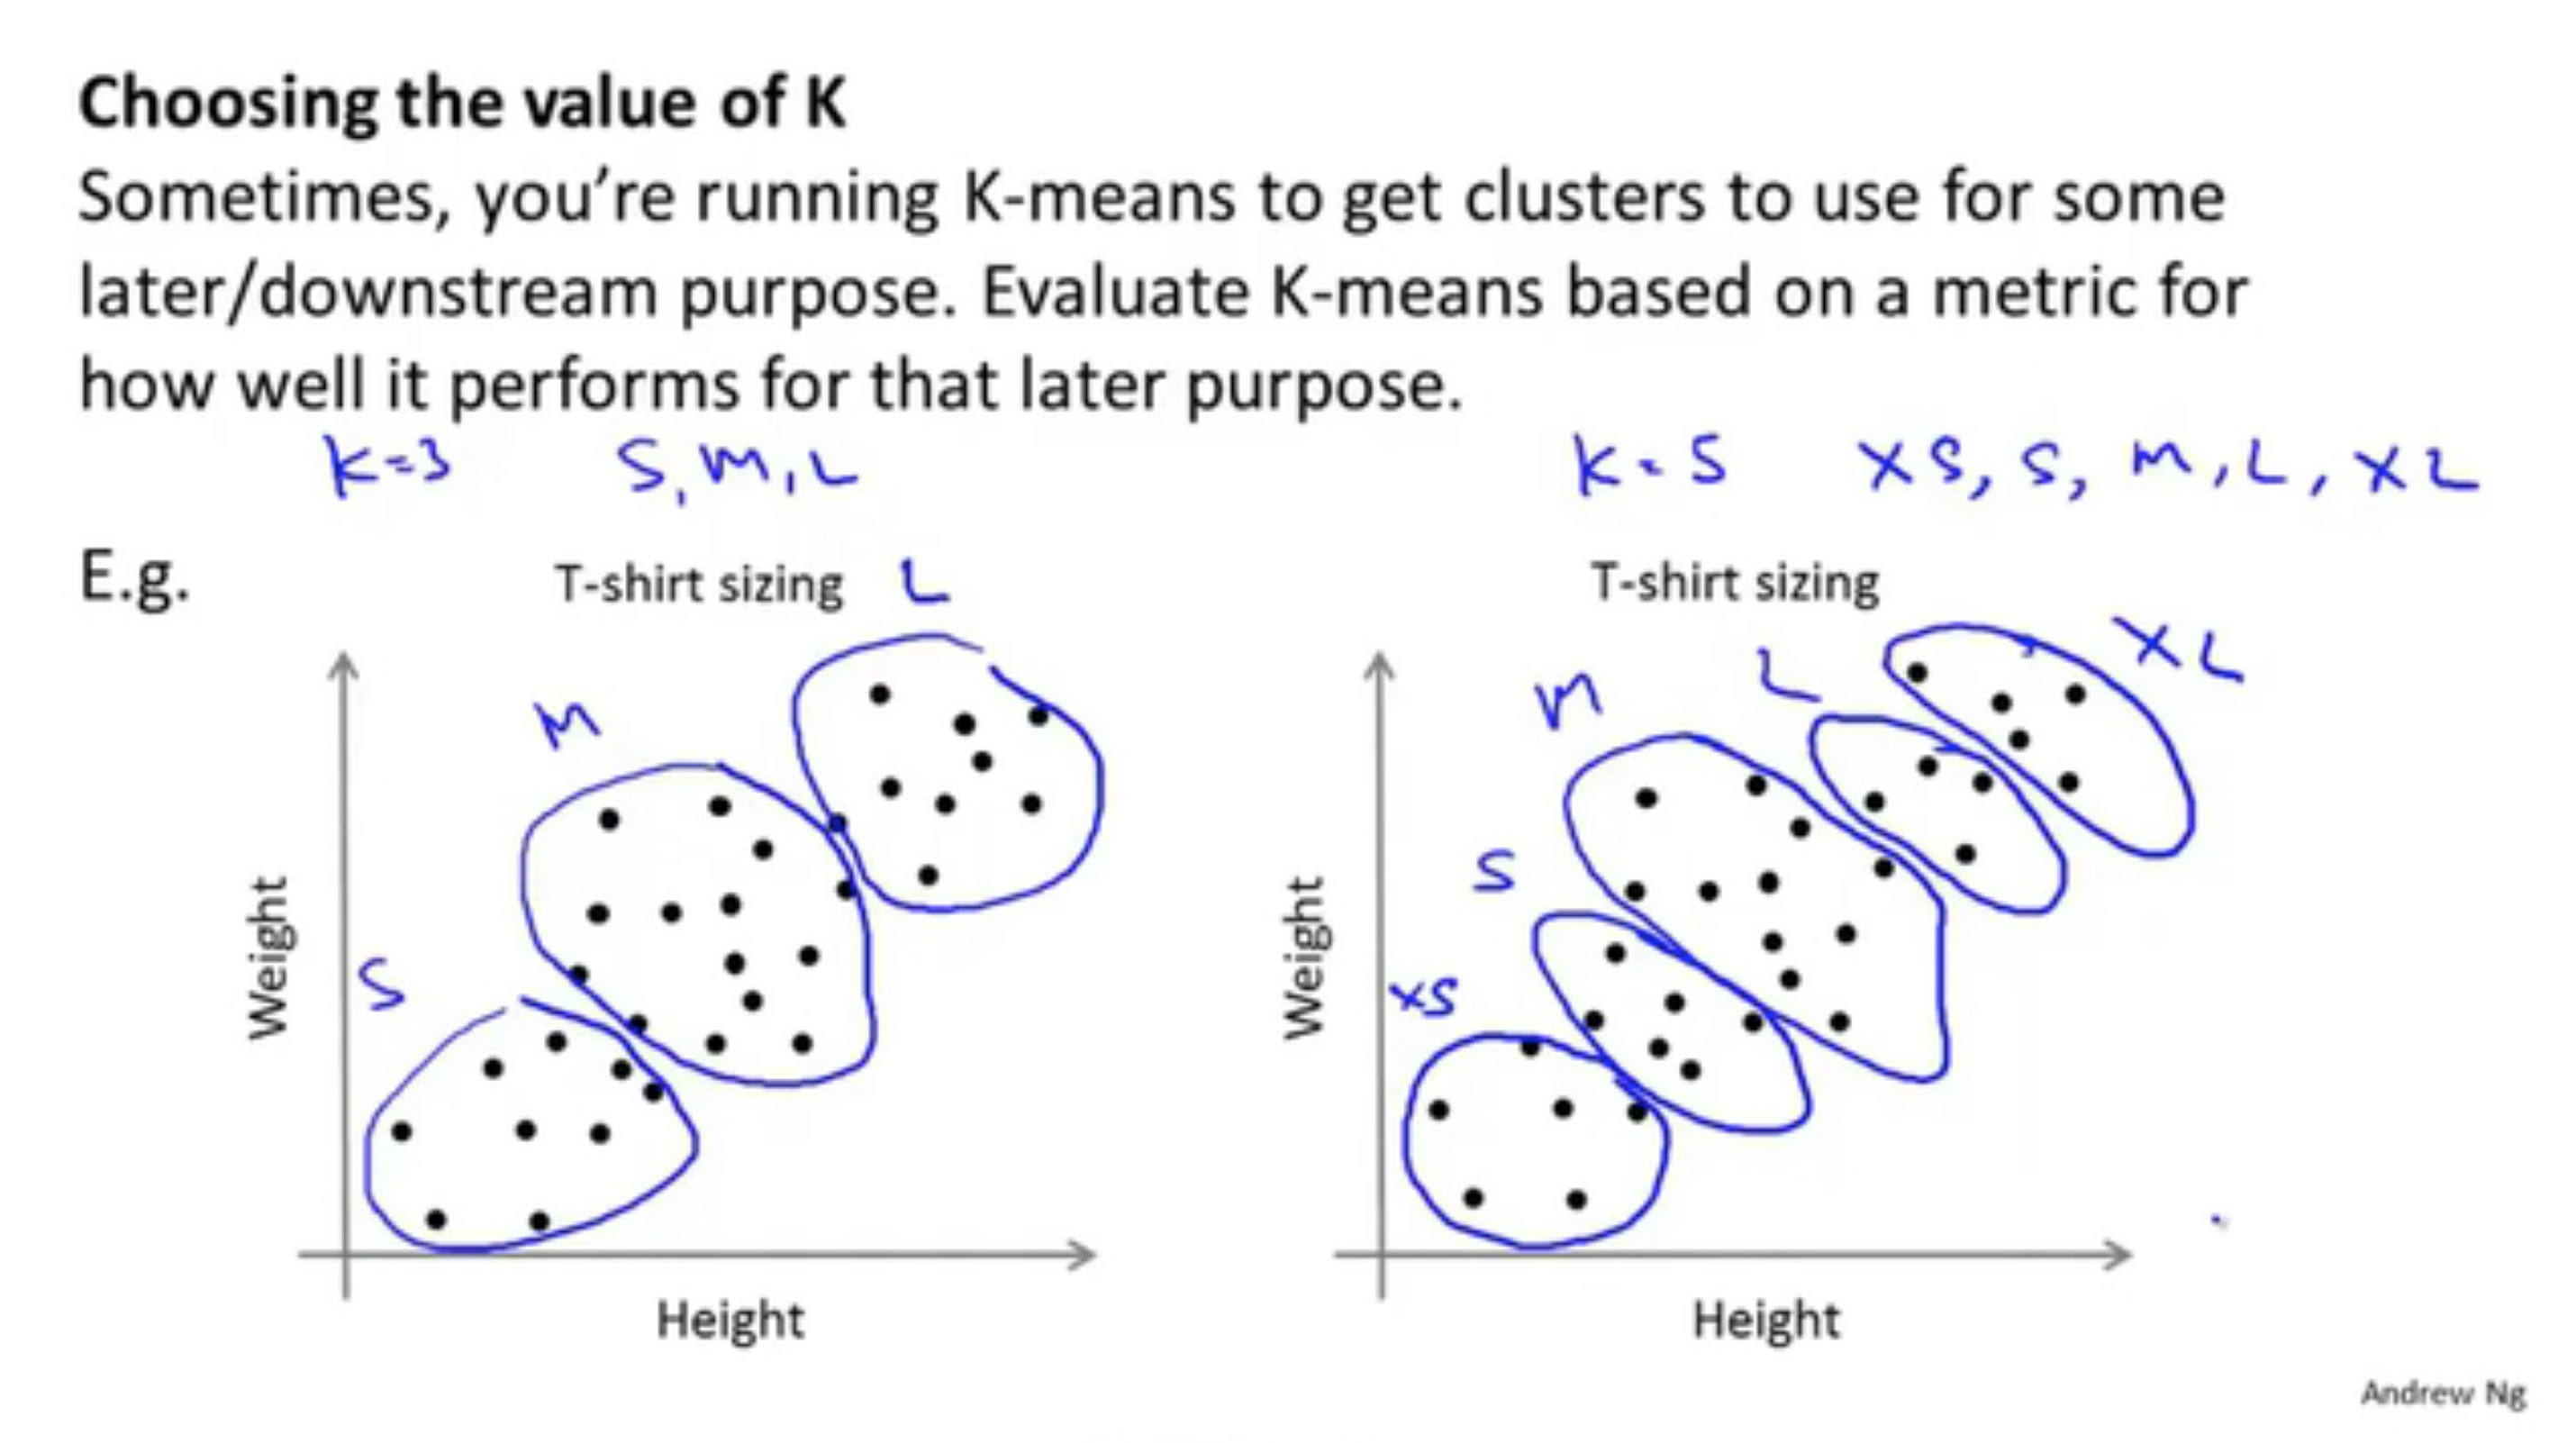 Choosing the value of K
Sometimes, you’re running K-means to get clusters to use for some
later/downstream purpose. Evaluate K-means based on a metric for
how well it performs for that later purpose.
K=3 S, M, L
K=5 XS, S, M, L, XL
E.g.
T-shirt sizing
L
M
S
Weight
Height
T-shirt sizing
XL
L
M
S
XS
Weight
Height
Andrew Ng